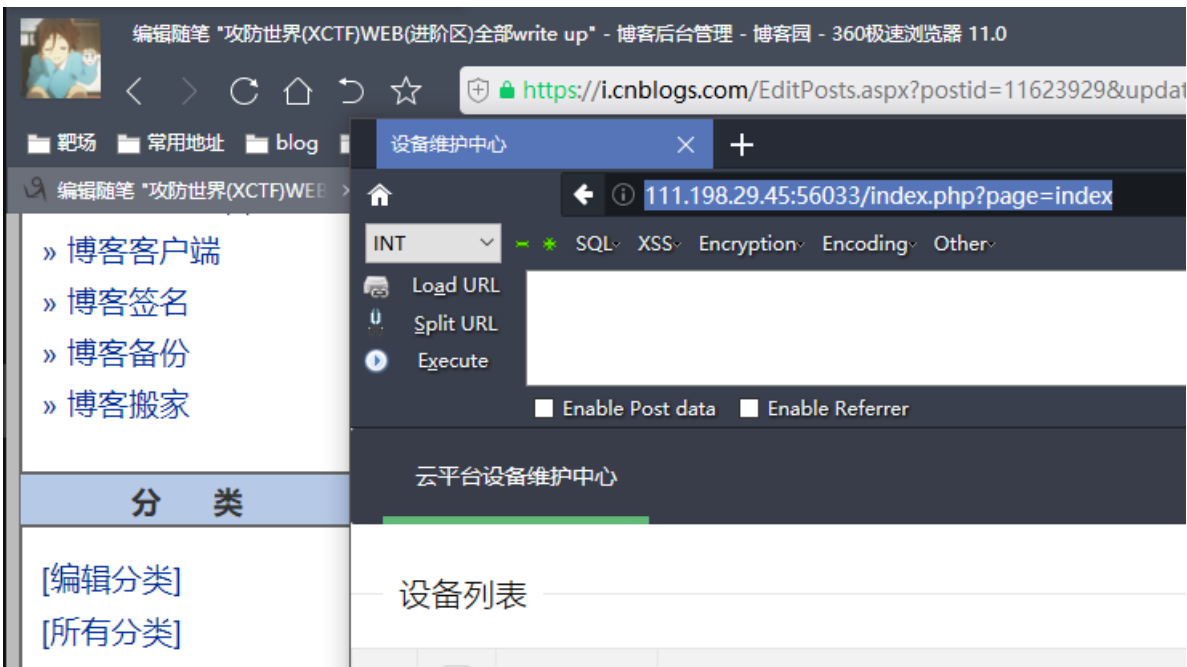 编辑随笔 "攻防世界(XCTF)WEB(进阶区)全部write up" - 博客后台管理 - 博客园 - 360极速浏览器 11.0
https://i.cnblogs.com/EditPosts.aspx?postid=11623929&updat
靶场 常用地址 blog
设备维护中心
编辑随笔 "攻防世界(XCTF)WEB
111.198.29.45:56033/index.php?page=index
INT SQL XSS Encryption Encoding Other
» 博客客户端
Load URL
» 博客签名
Split URL
» 博客备份
Execute
» 博客搬家
Enable Post data Enable Referrer
云平台设备维护中心
分 类
[编辑分类]
设备列表
[所有分类]